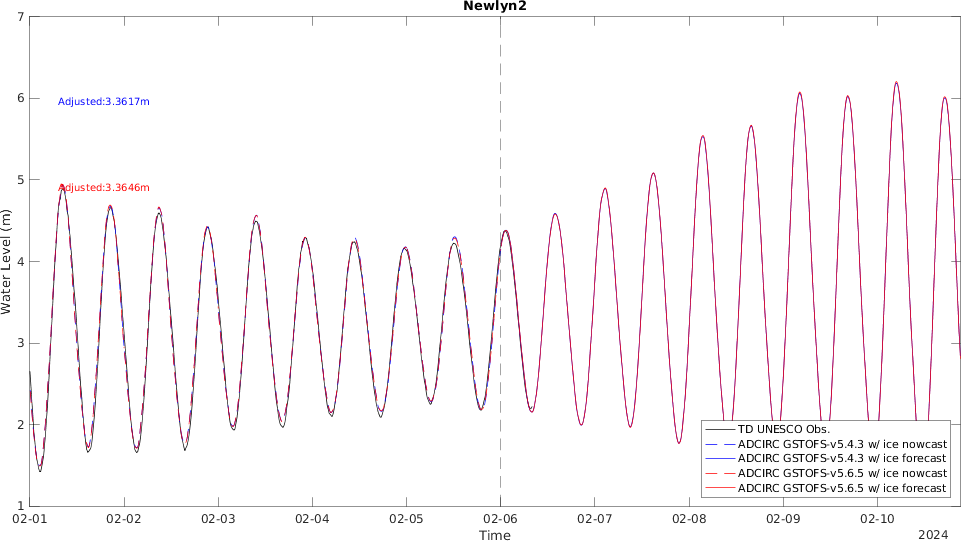 Newlyn2
7
6
5
4
3
2
1
Water Level (m)
Adjusted:3.3617m
Adjusted:3.3646m
TD UNESCO Obs.
ADCIRC GSTOFS-v5.4.3 w/ ice nowcast
ADCIRC GSTOFS-v5.4.3 w/ ice forecast
ADCIRC GSTOFS-v5.6.5 w/ ice nowcast
ADCIRC GSTOFS-v5.6.5 w/ ice forecast
02-01 02-02 02-03 02-04 02-05 02-06 02-07 02-08 02-09 02-10
Time
2024